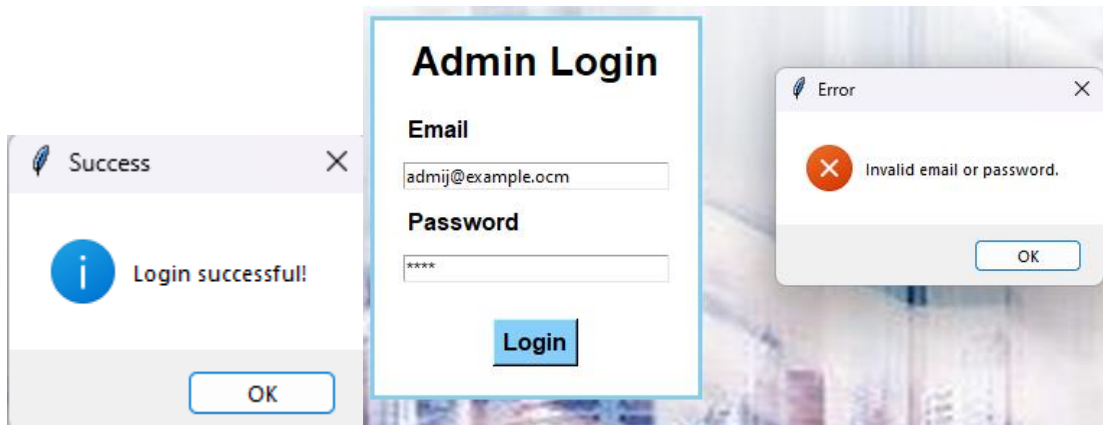 Success
Login successful!
OK
Admin Login
Email
admij@example.ocm
Password
****
Login
Error
Invalid email or password.
OK